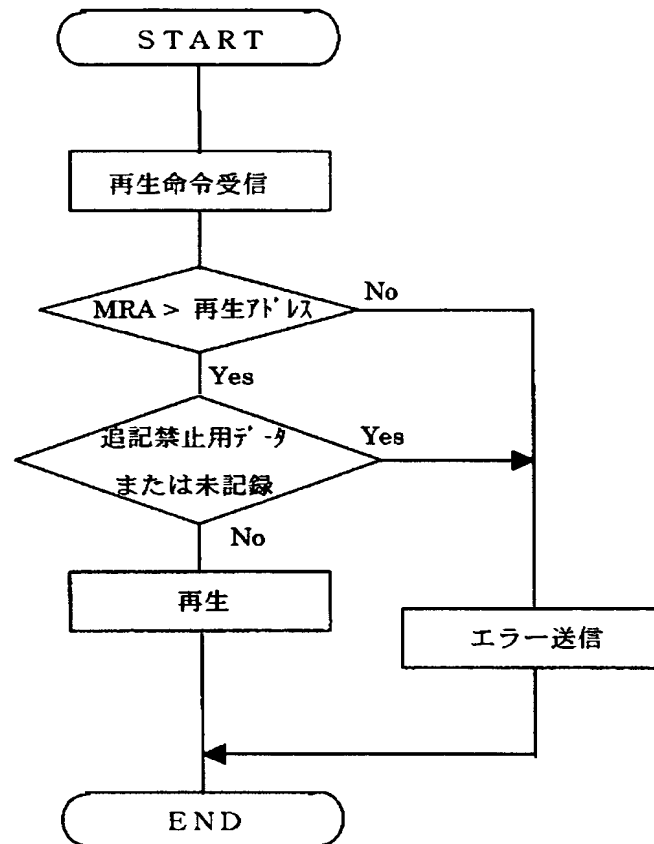 START
再生命令受信
MRA > 再生ｱﾄﾞﾚｽ
No
Yes
追記禁止用ﾃﾞｰﾀ
または未記録
Yes
No
再生
エラー送信
END